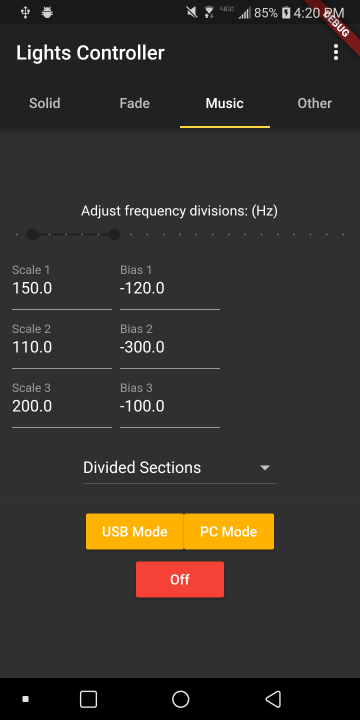 85% 4:20 PM
DEBUG
Lights Controller
Solid Fade Music Other
Adjust frequency divisions: (Hz)
Scale 1 Bias 1
150.0 -120.0
Scale 2 Bias 2
110.0 -300.0
Scale 3 Bias 3
200.0 -100.0
Divided Sections
USB Mode PC Mode
Off